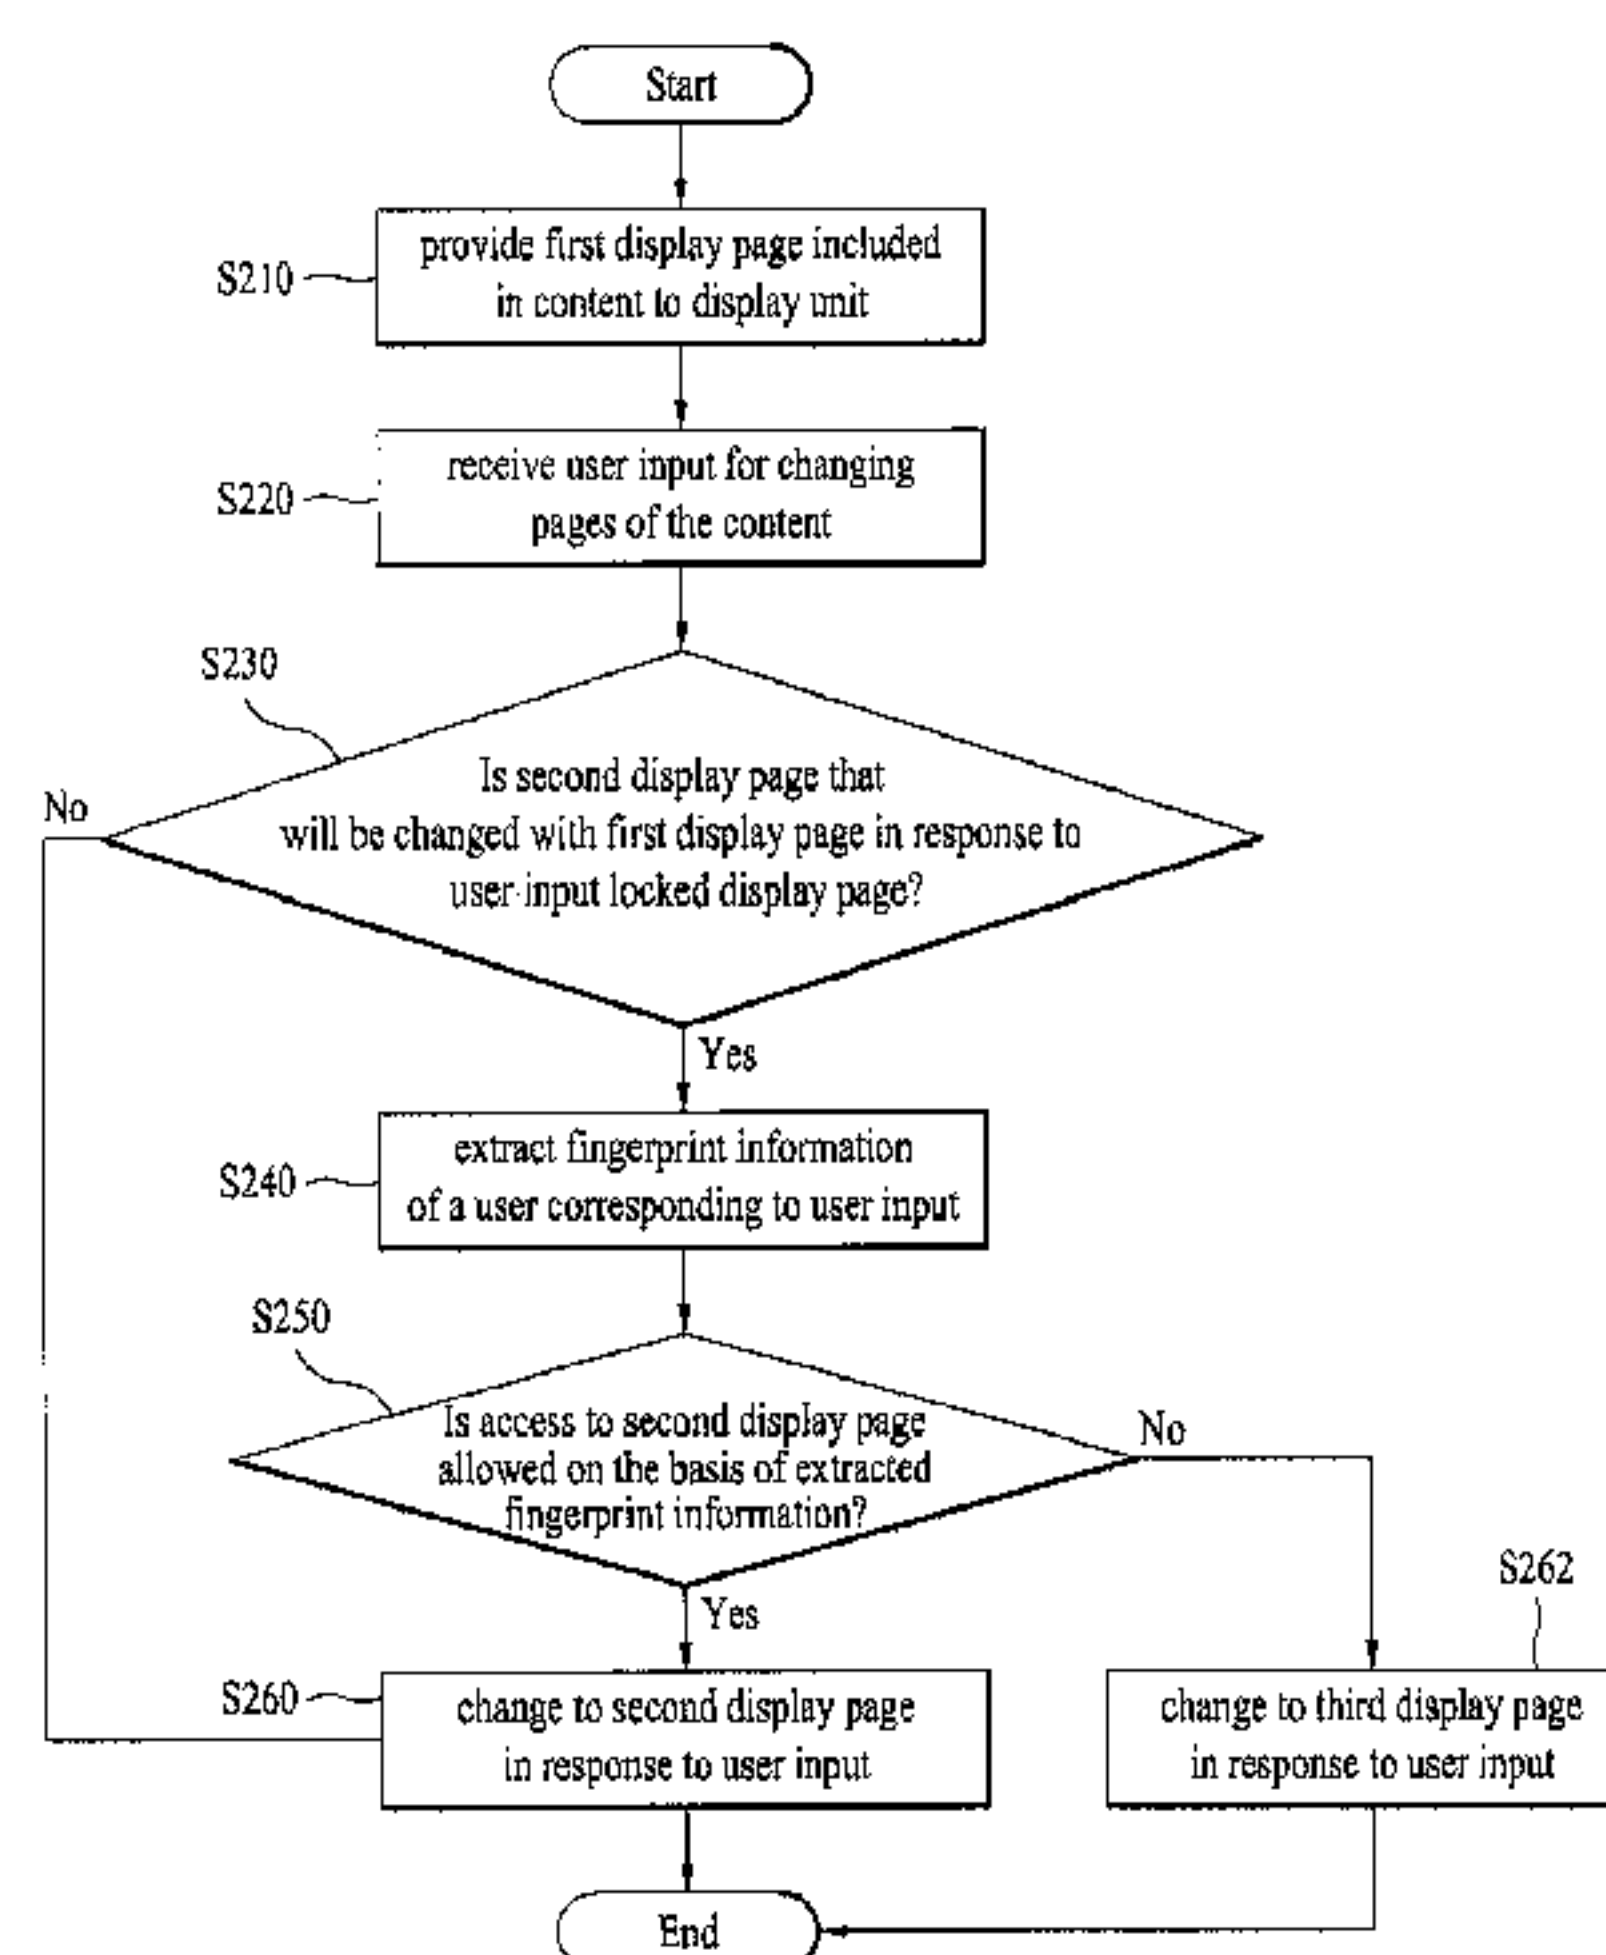 Start
S210
provide first display page included
in content to display unit
S220
receive user input for changing
pages of the content
S230
No
Is second display page that
will be changed with first display page in response to
user input locked display page?
Yes
S240
extract fingerprint information
of a user corresponding to user input
S250
Is access to second display page
allowed on the basis of extracted
fingerprint information?
No
Yes
S260
change to second display page
in response to user input
S262
change to third display page
in response to user input
End